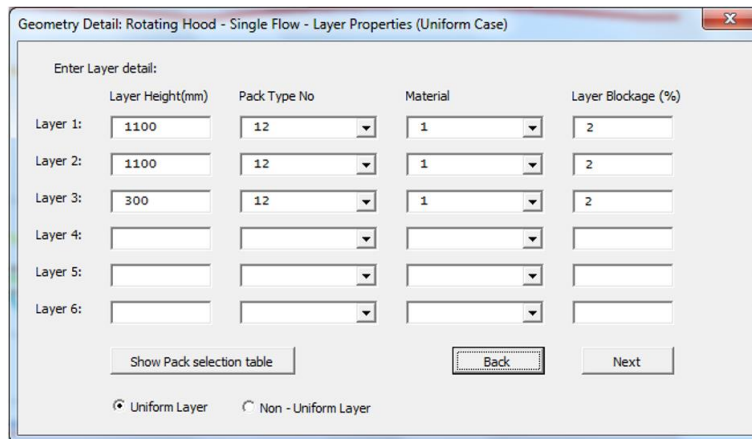 Geometry Detail: Rotating Hood - Single Flow - Layer Properties (Uniform Case)
Enter Layer detail:
Layer Height(mm) Pack Type No Material Layer Blockage (%)
Layer 1: 1100 12 1 2
Layer 2: 1100 12 1 2
Layer 3: 300 12 1 2
Layer 4:
Layer 5:
Layer 6:
Show Pack selection table Back Next
Uniform Layer Non - Uniform Layer